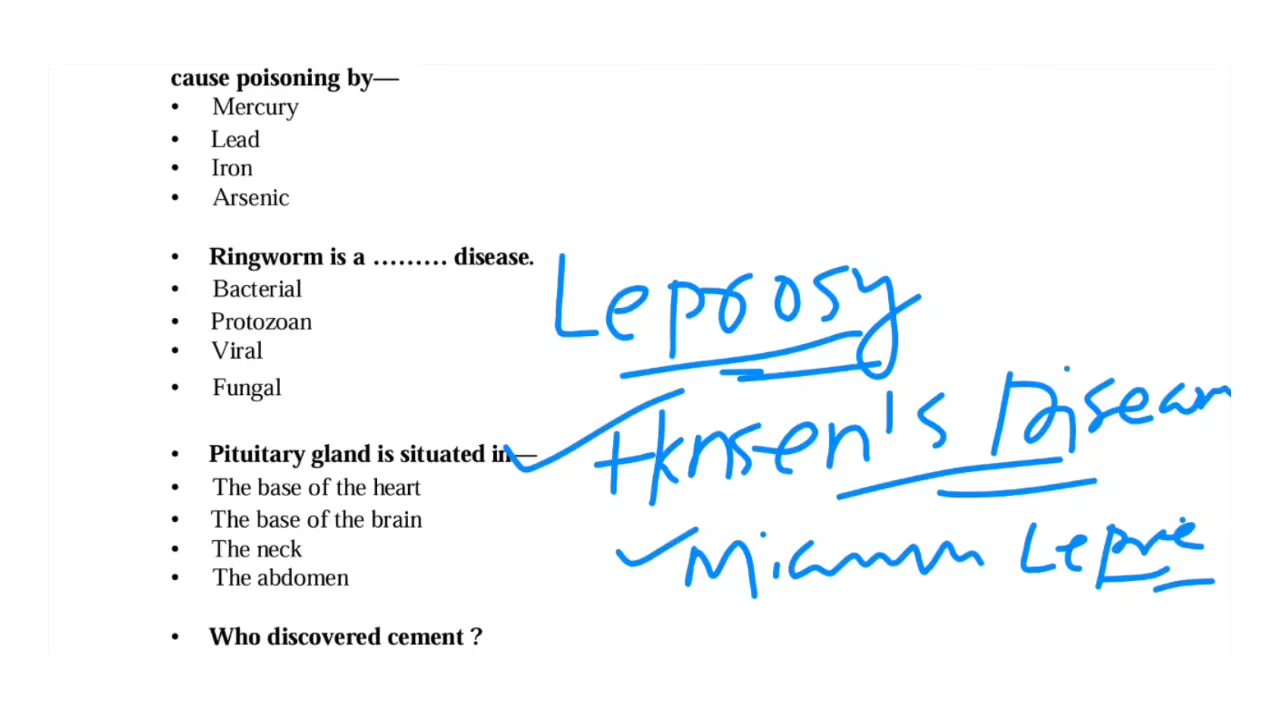 cause poisoning by—
• Mercury
• Lead
• Iron
• Arsenic
• Ringworm is a ……… disease.
• Bacterial
• Protozoan
• Viral
• Fungal
Leprosy
• Pituitary gland is situated in—
Hansen's Disease
• The base of the heart
• The base of the brain
• The neck
• The abdomen
• Who discovered cement ?